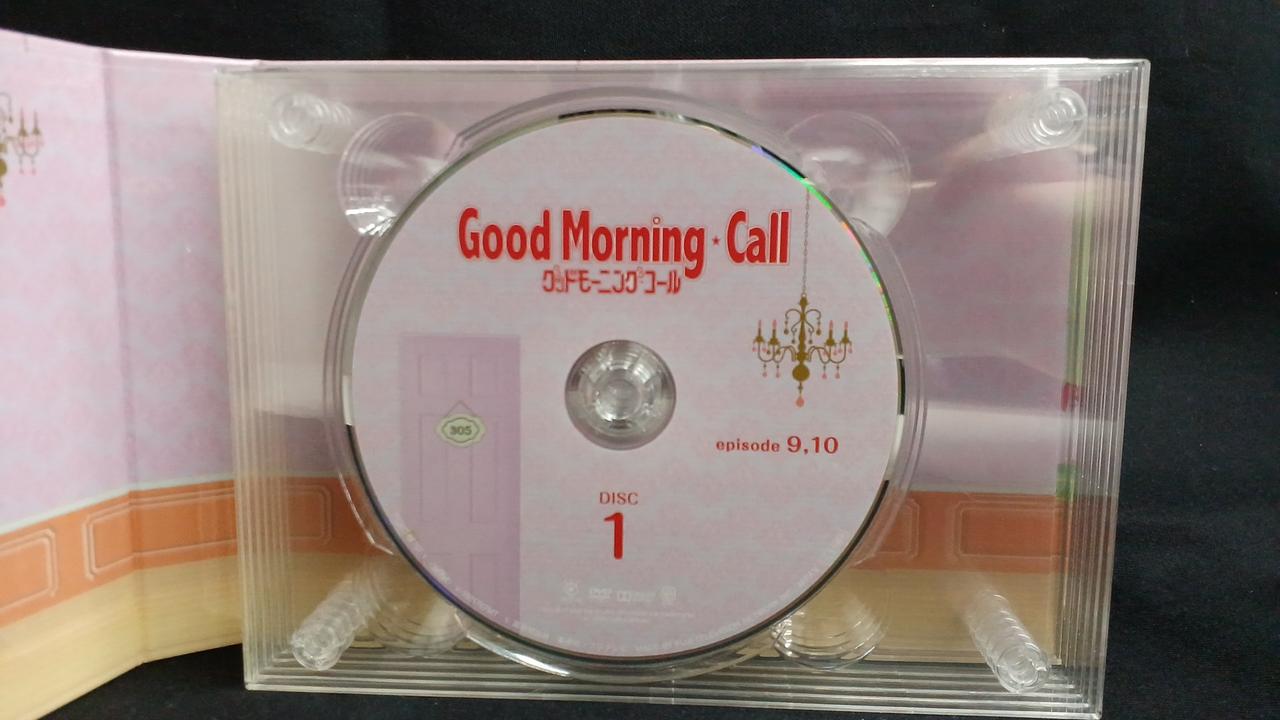 Good Morning★Call
グッドモーニング・コール
305
episode 9,10
DISC
1